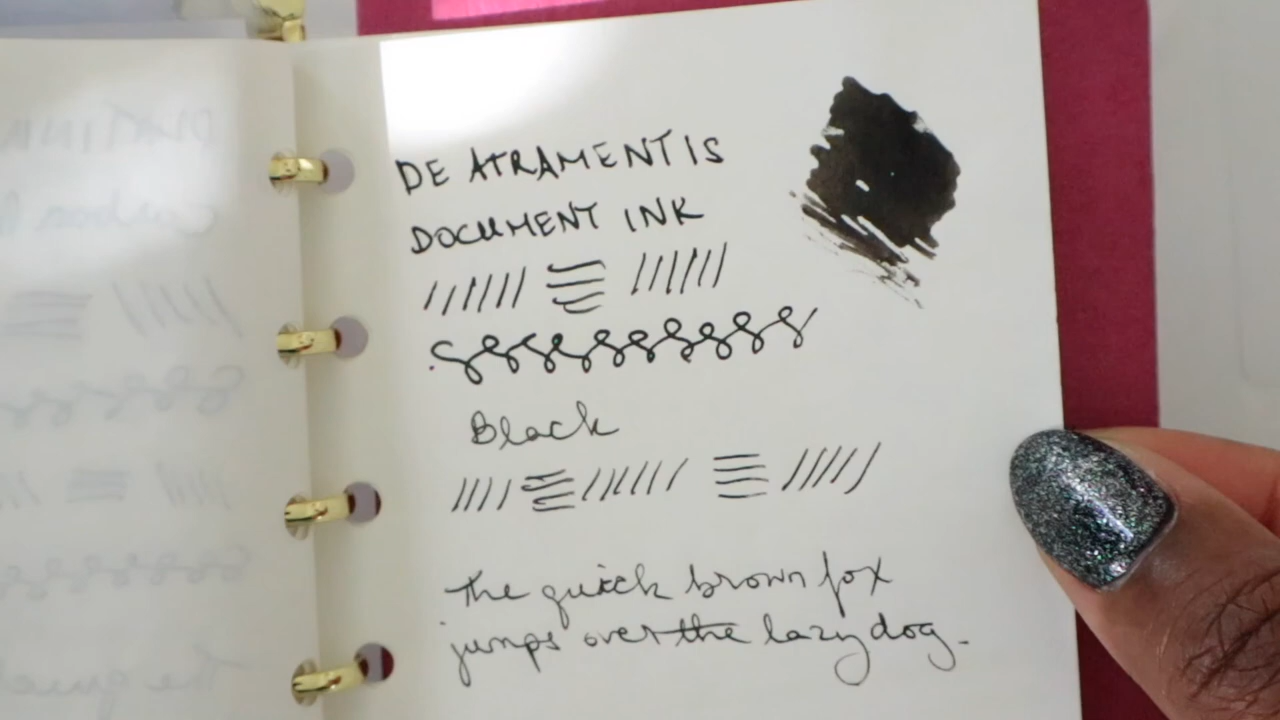 DE ATRAMENTIS
DOCUMENT INK
Black
The quick brown fox
jumps over the lazy dog.